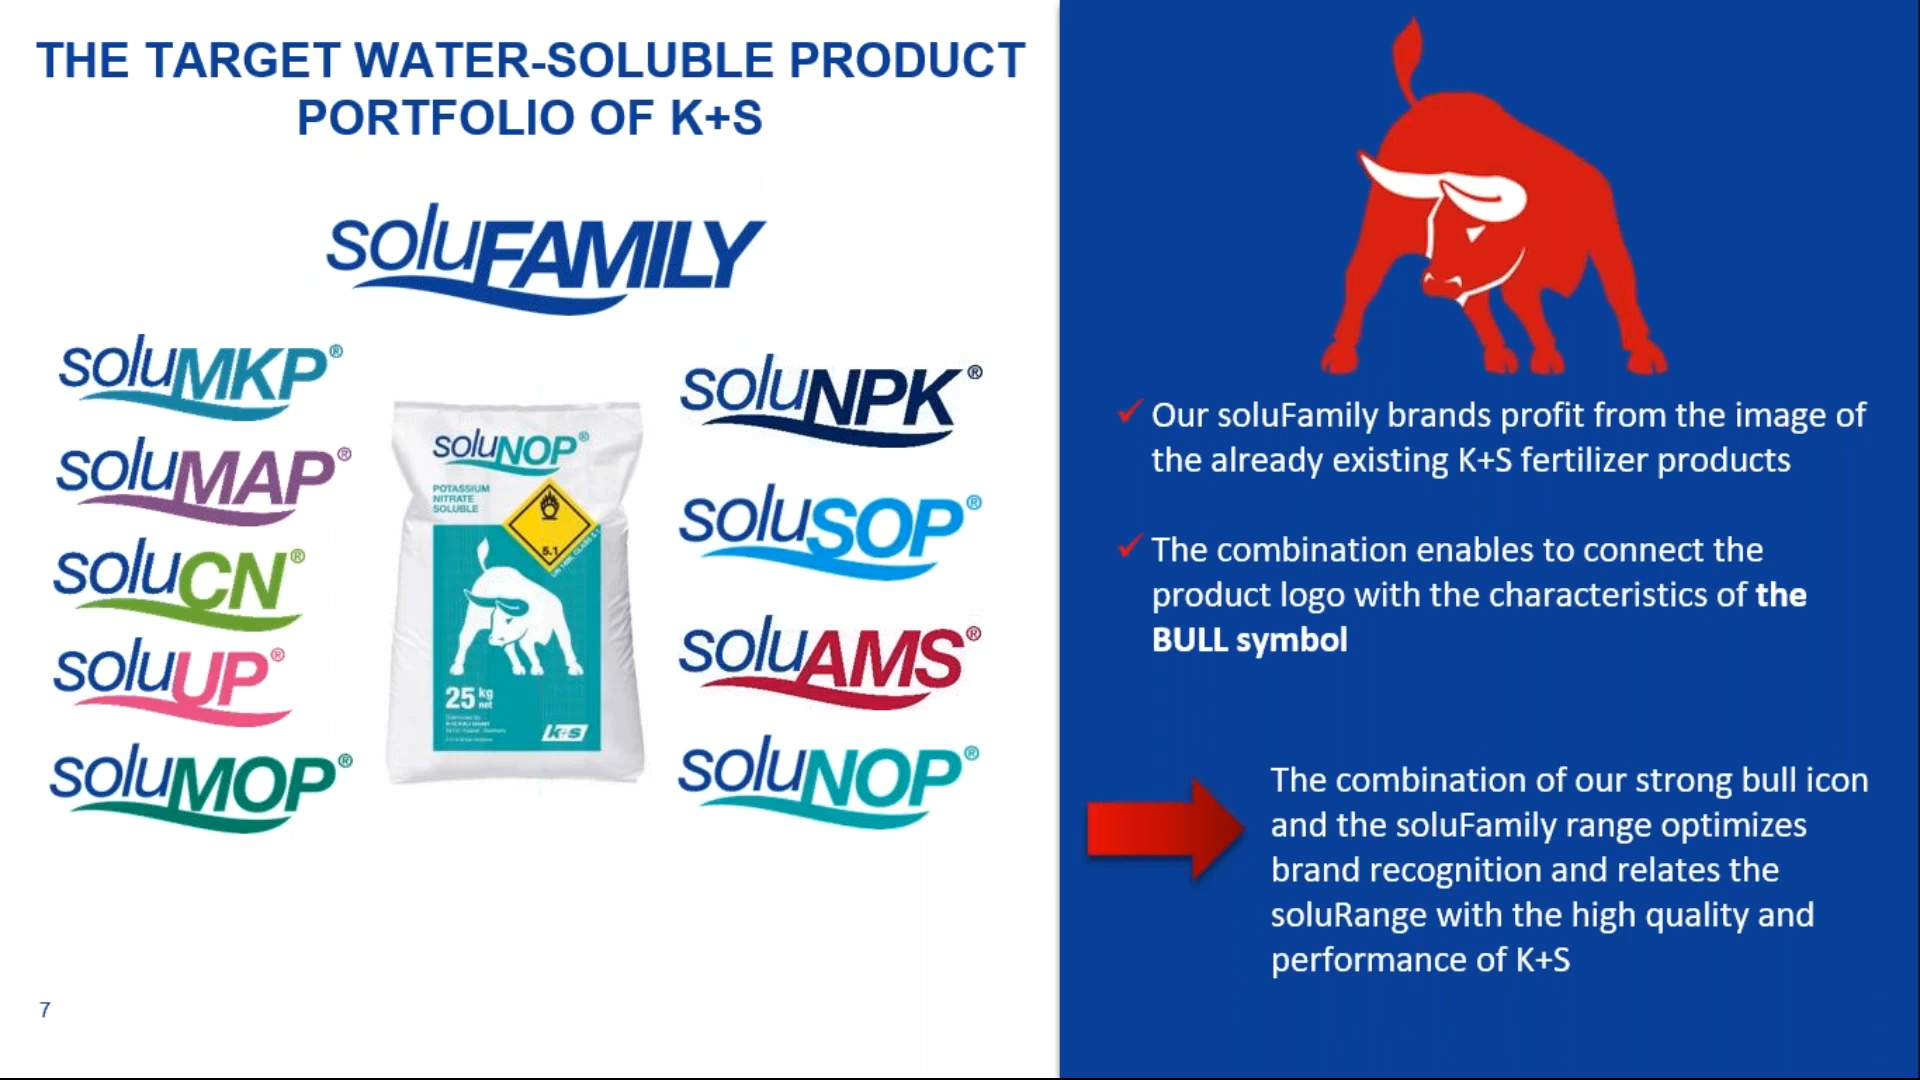 THE TARGET WATER-SOLUBLE PRODUCT
PORTFOLIO OF K+S
soluFAMILY
soluMKP®
soluMAP®
soluCN®
soluUP®
soluMOP®
soluNOP®
POTASSIUM
NITRATE
SOLUBLE
5.1
25 kg
net
K+S
soluNPK®
soluSOP®
soluAMS®
soluNOP®
✓ Our soluFamily brands profit from the image of
the already existing K+S fertilizer products
✓ The combination enables to connect the
product logo with the characteristics of the
BULL symbol
The combination of our strong bull icon
and the soluFamily range optimizes
brand recognition and relates the
soluRange with the high quality and
performance of K+S
7